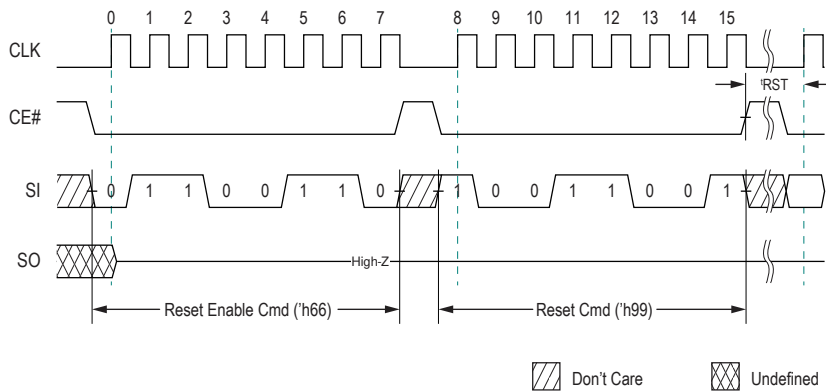 0 1 2 3 4 5 6 7 8 9 10 11 12 13 14 15
CLK
tRST
CE#
SI 0 1 1 0 0 1 1 0 1 0 0 1 1 0 0 1
SO High-Z
Reset Enable Cmd ('h66) Reset Cmd ('h99)
Don't Care Undefined